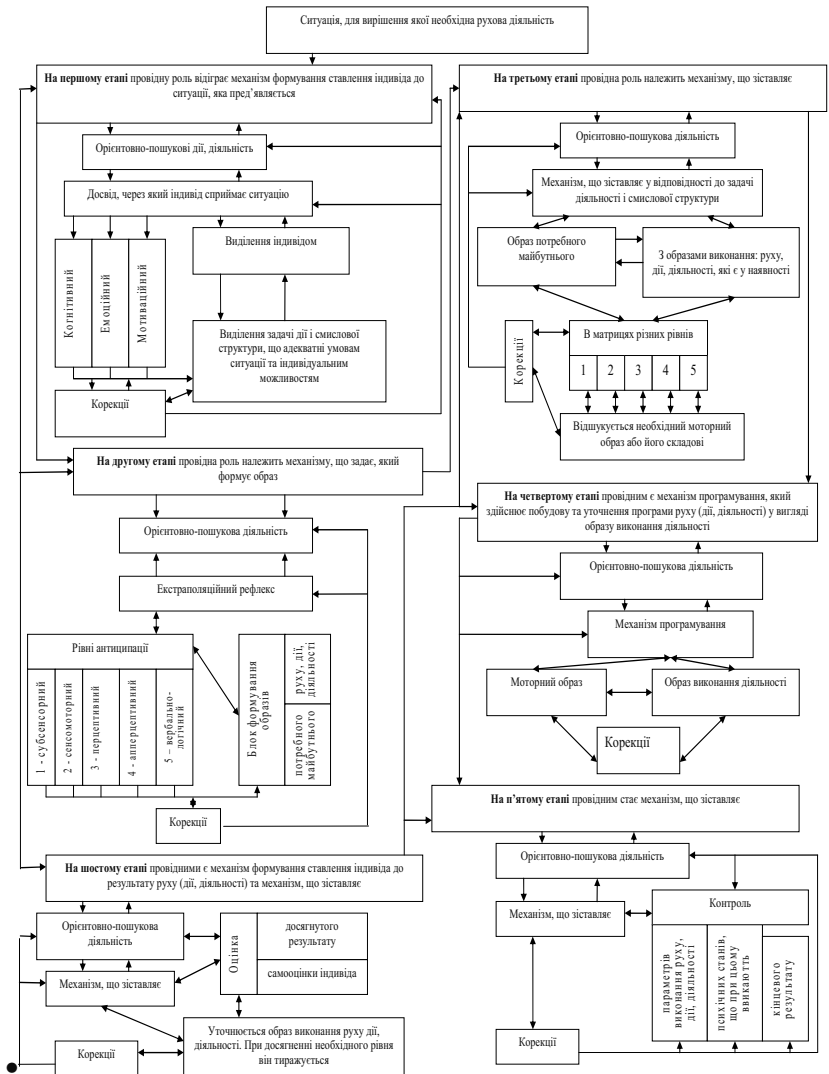 Ситуація, для вирішення якої необхідна рухова діяльність
На першому етапі провідну роль відіграє механізм формування ставлення індивіда до
ситуації, яка пред’являється
Орієнтовно-пошукові дії, діяльність
Досвід, через який індивід сприймає ситуацію
Когнітивний
Емоційний
Мотиваційний
Виділення індивідом
Виділення задачі дії і смислової
структури, що адекватні умовам
ситуації та індивідуальним
можливостям
Корекції
На другому етапі провідна роль належить механізму, що задає, який
формує образ
Орієнтовно-пошукова діяльність
Екстраполяційний рефлекс
Рівні антиципації
1 - субсенсорний
2 - сенсомоторний
3 - перцептивний
4 - апперцептивний
5 – вербально-
логічний
Блок формування
образів
руху, дії,
діяльності
потребного
майбутнього
Корекції
На третьому етапі провідна роль належить механізму, що зіставляє
Орієнтовно-пошукова діяльність
Механізм, що зіставляє у відповідності до задачі
діяльності і смислової структури
Образ потребного
майбутнього
З образами виконання: руху,
дії, діяльності, які є у наявності
Корекції
В матрицях різних рівнів
1 2 3 4 5
Відшукується необхідний моторний
образ або його складові
На четвертому етапі провідним є механізм програмування, який
здійснює побудову та уточнення програми руху (дії, діяльності) у вигляді
образу виконання діяльності
Орієнтовно-пошукова діяльність
Механізм програмування
Моторний образ
Образ виконання діяльності
Корекції
На п’ятому етапі провідним стає механізм, що зіставляє
Орієнтовно-пошукова діяльність
Механізм, що зіставляє
Контроль
параметрів
виконання руху,
дії, діяльності
психічних станів,
що при цьому
ввикають
кінцевого
результату
Корекції
На шостому етапі провідними є механізм формування ставлення індивіда до
результату руху (дії, діяльності) та механізм, що зіставляє
Орієнтовно-пошукова
діяльність
Механізм, що зіставляє
Оцінка
досягнутого
результату
самооцінки індивіда
Уточнюється образ виконання руху дії,
діяльності. При досягненні необхідного рівня
він тиражується
Корекції